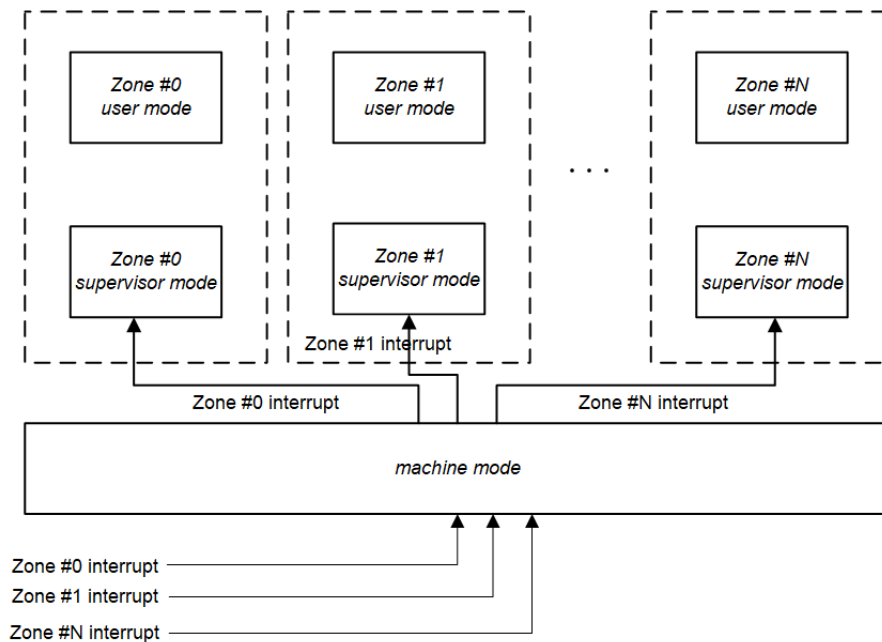 Zone #0
user mode
Zone #1
user mode
Zone #N
user mode
. . .
Zone #0
supervisor mode
Zone #1
supervisor mode
Zone #N
supervisor mode
Zone #1 interrupt
Zone #0 interrupt
Zone #N interrupt
machine mode
Zone #0 interrupt
Zone #1 interrupt
Zone #N interrupt